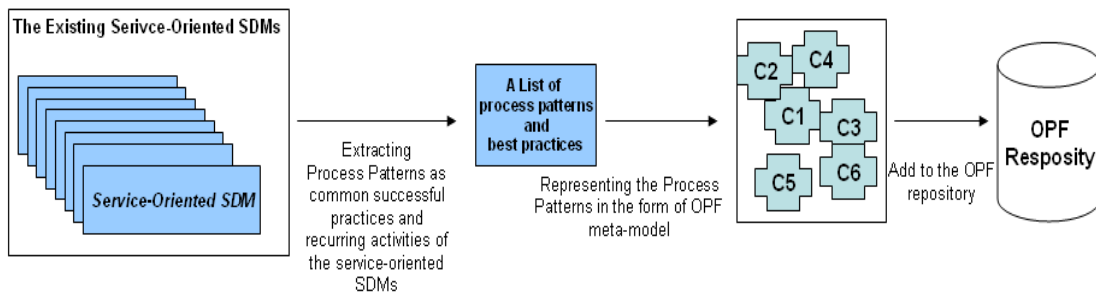 The Existing Serivce-Oriented SDMs
Service-Oriented SDM
Extracting
Process Patterns as
common successful
practices and
recurring activities of
the service-oriented
SDMs
A List of
process patterns
and
best practices
Representing the Process
Patterns in the form of OPF
meta-model
C2
C4
C1
C3
C5
C6
Add to the OPF
repository
OPF
Resposity